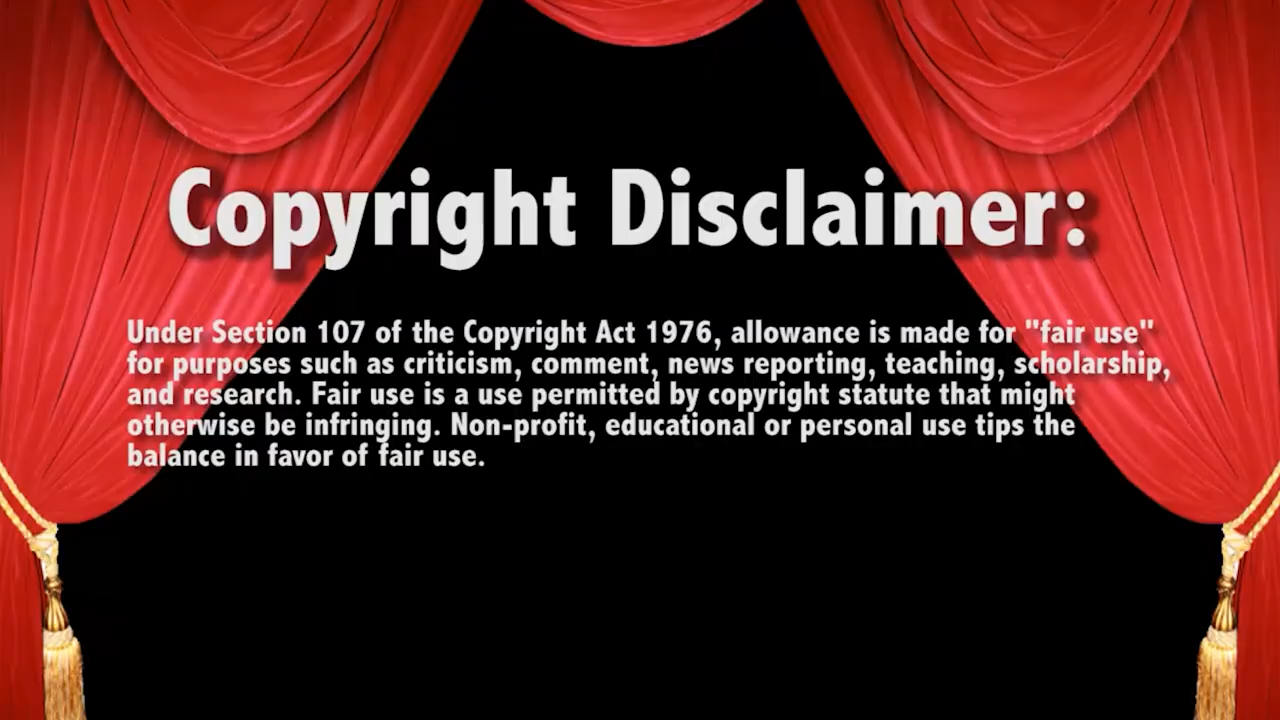 Copyright Disclaimer:
Under Section 107 of the Copyright Act 1976, allowance is made for "fair use"
for purposes such as criticism, comment, news reporting, teaching, scholarship,
and research. Fair use is a use permitted by copyright statute that might
otherwise be infringing. Non-profit, educational or personal use tips the
balance in favor of fair use.